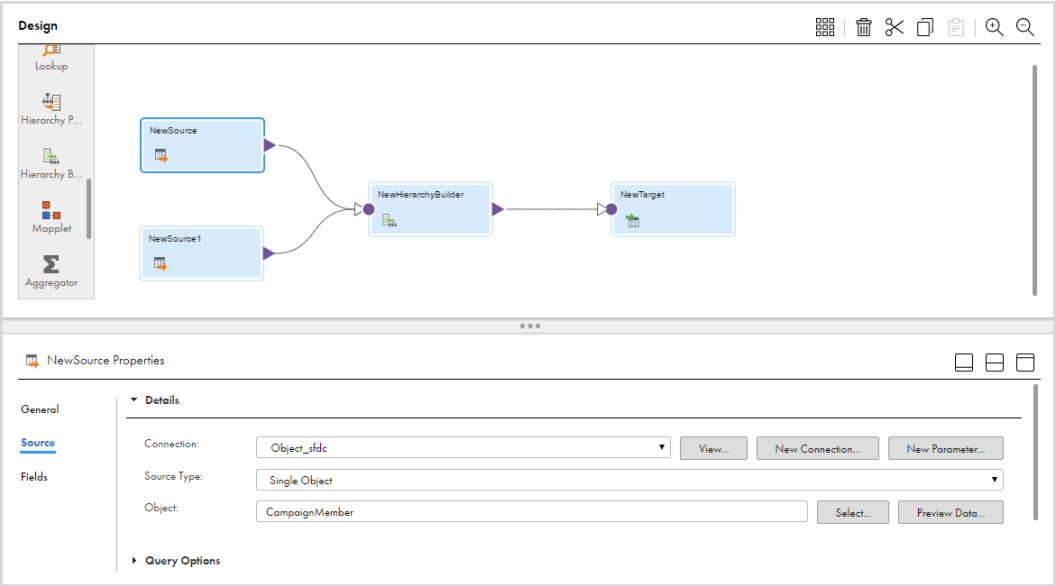 Design
Lookup
Hierarchy P...
Hierarchy B...
Mapplet
Aggregator
NewSource
NewSource1
NewHierarchyBuilder
NewTarget
NewSource Properties
General
Source
Fields
Details
Connection: Object_sfdc View... New Connection... New Parameter...
Source Type: Single Object
Object: CampaignMember Select... Preview Data...
Query Options